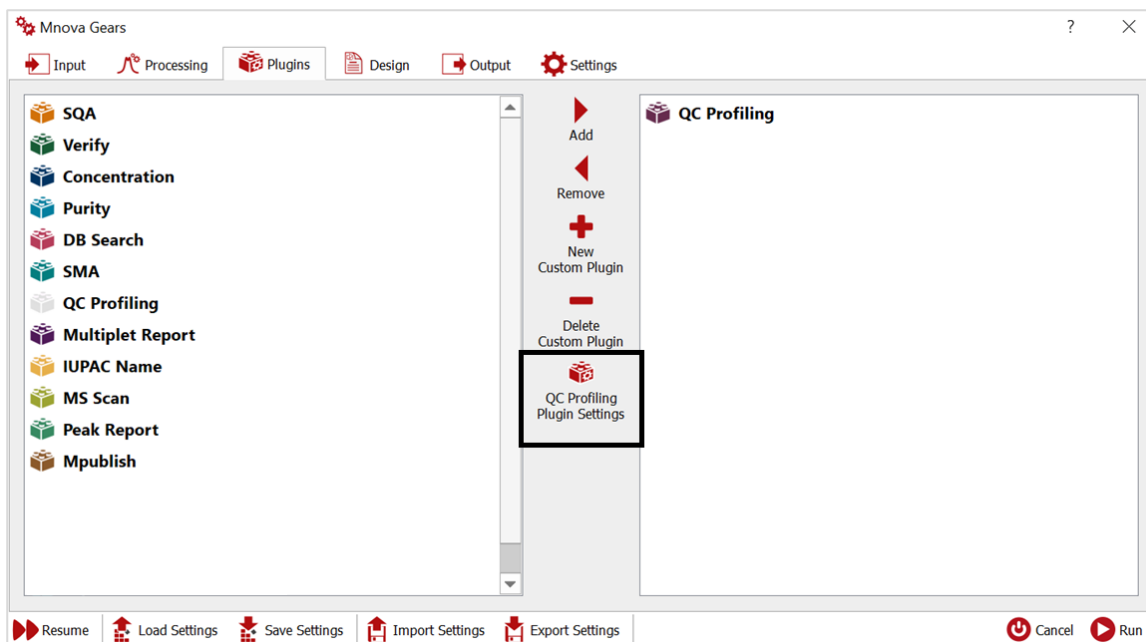 Mnova Gears
?
Input
Processing
Plugins
Design
Output
Settings
SQA
Verify
Concentration
Purity
DB Search
SMA
QC Profiling
Multiplet Report
IUPAC Name
MS Scan
Peak Report
Mpublish
Add
Remove
New
Custom Plugin
Delete
Custom Plugin
QC Profiling
Plugin Settings
QC Profiling
Resume
Load Settings
Save Settings
Import Settings
Export Settings
Cancel
Run